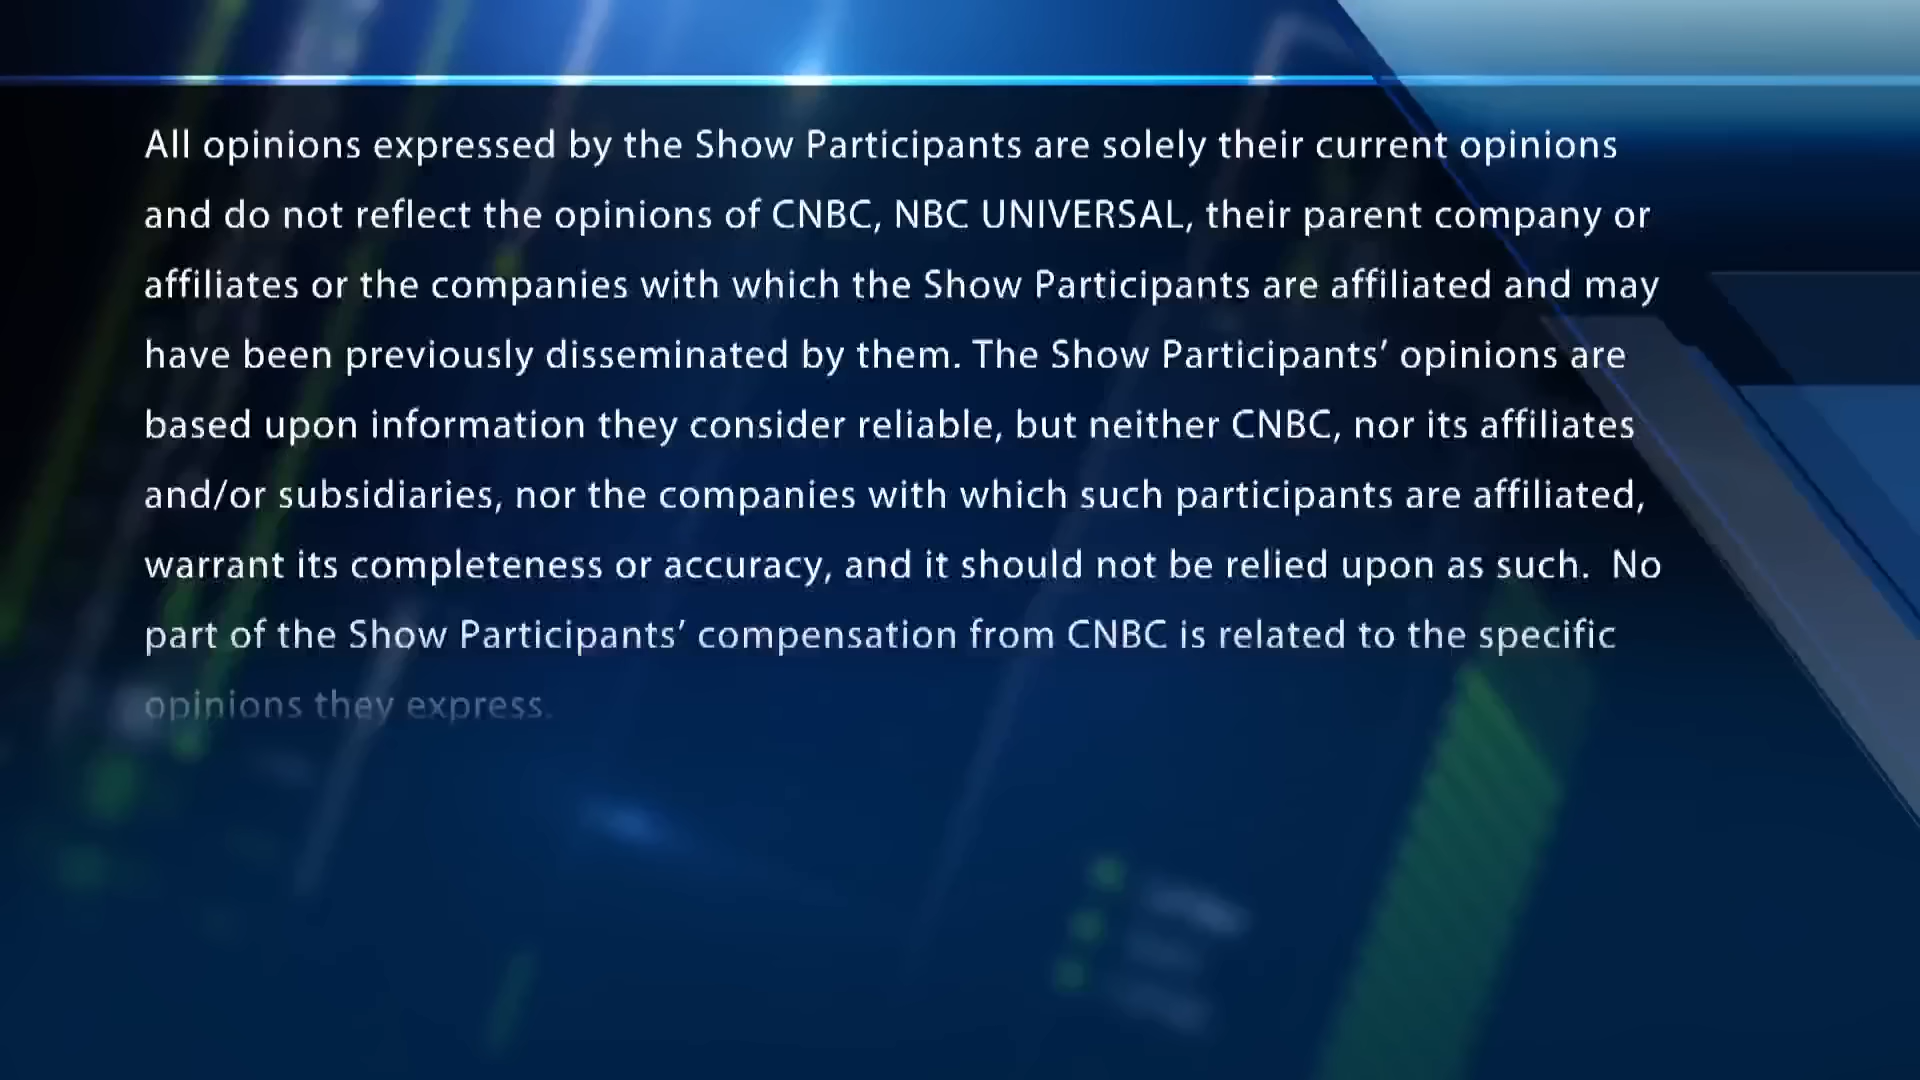 All opinions expressed by the Show Participants are solely their current opinions
and do not reflect the opinions of CNBC, NBC UNIVERSAL, their parent company or
affiliates or the companies with which the Show Participants are affiliated and may
have been previously disseminated by them. The Show Participants’ opinions are
based upon information they consider reliable, but neither CNBC, nor its affiliates
and/or subsidiaries, nor the companies with which such participants are affiliated,
warrant its completeness or accuracy, and it should not be relied upon as such.  No
part of the Show Participants’ compensation from CNBC is related to the specific
opinions they express.